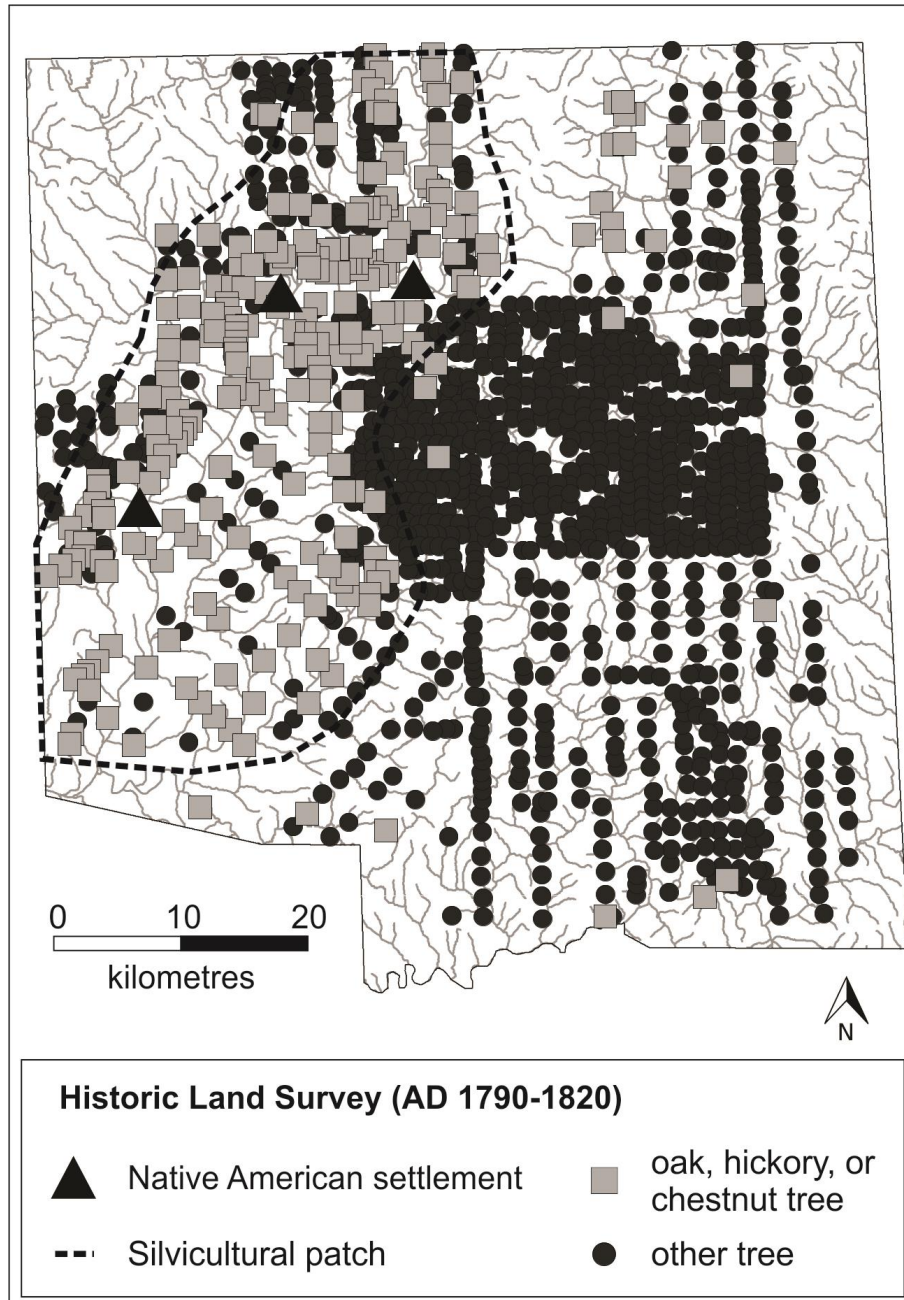 0 10 20
kilometres
N
Historic Land Survey (AD 1790-1820)
Native American settlement
Silvicultural patch
oak, hickory, or
chestnut tree
other tree